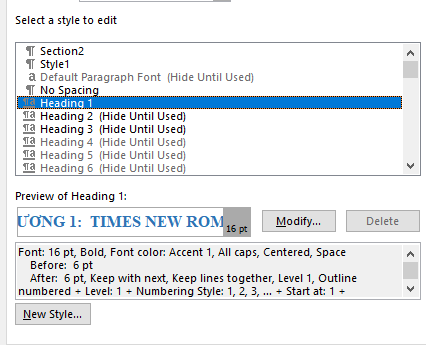 Select a style to edit
Section2
Style1
a Default Paragraph Font (Hide Until Used)
No Spacing
Heading 1
Heading 2 (Hide Until Used)
Heading 3 (Hide Until Used)
Heading 4 (Hide Until Used)
Heading 5 (Hide Until Used)
Heading 6 (Hide Until Used)
Preview of Heading 1:
ƯƠNG 1: TIMES NEW ROM
16 pt
Modify...
Delete
Font: 16 pt, Bold, Font color: Accent 1, All caps, Centered, Space
Before: 6 pt
After: 6 pt, Keep with next, Keep lines together, Level 1, Outline
numbered + Level: 1 + Numbering Style: 1, 2, 3, ... + Start at: 1 +
New Style...